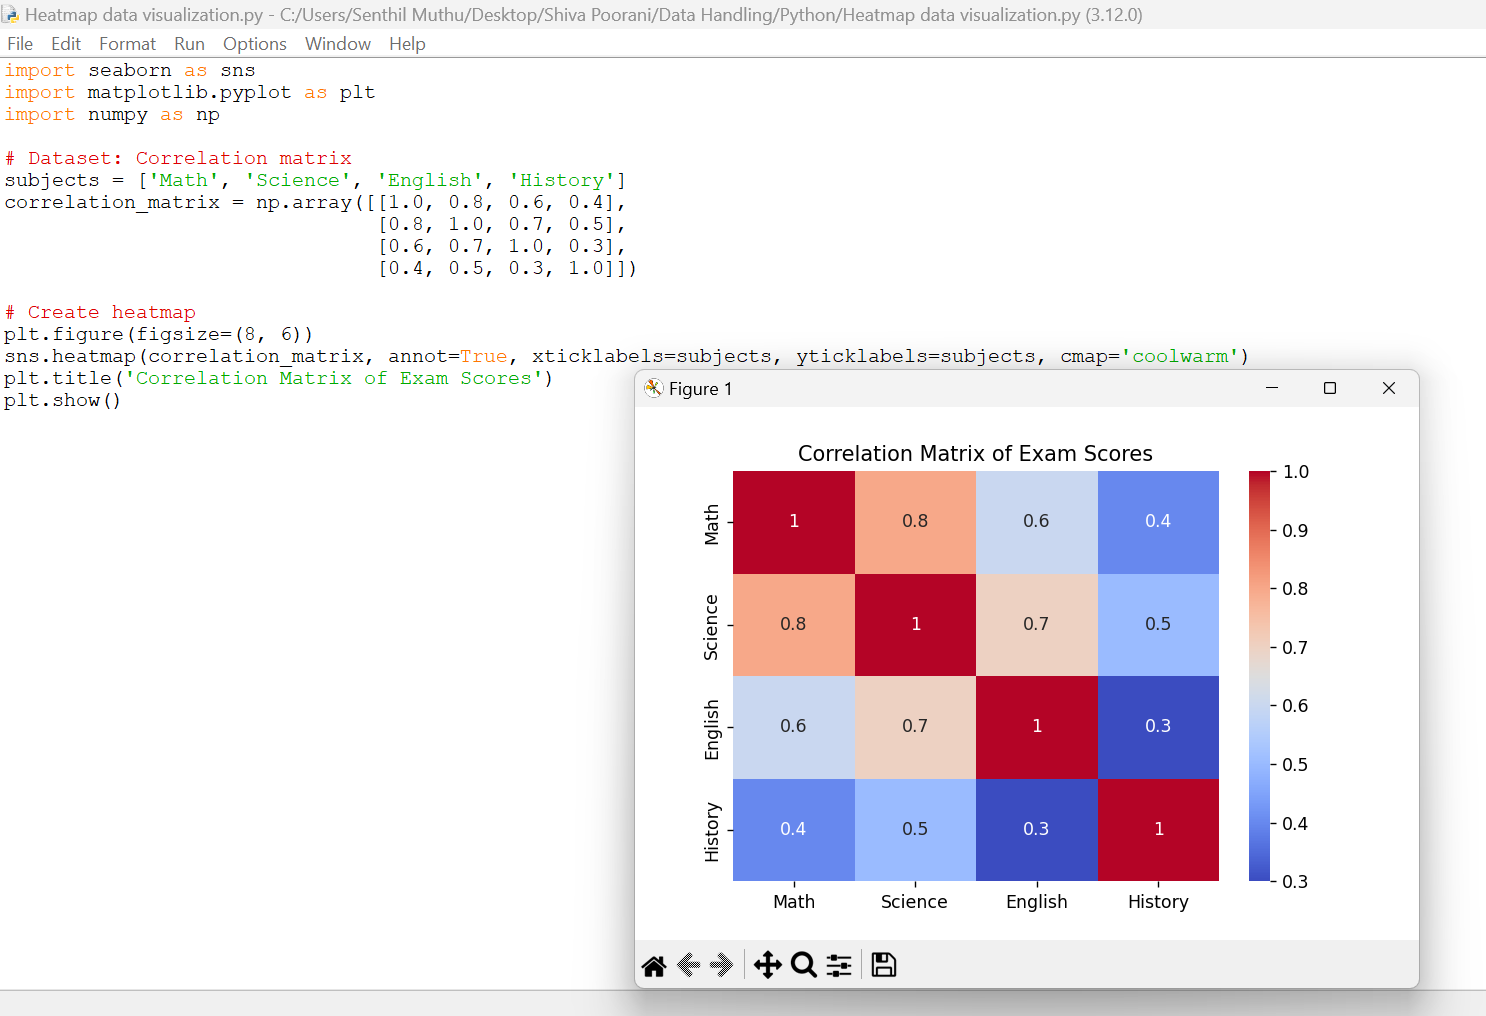 Heatmap data visualization.py - C:/Users/Senthil Muthu/Desktop/Shiva Poorani/Data Handling/Python/Heatmap data visualization.py (3.12.0)
File Edit Format Run Options Window Help
import seaborn as sns
import matplotlib.pyplot as plt
import numpy as np
# Dataset: Correlation matrix
subjects = ['Math', 'Science', 'English', 'History']
correlation_matrix = np.array([[1.0, 0.8, 0.6, 0.4],
[0.8, 1.0, 0.7, 0.5],
[0.6, 0.7, 1.0, 0.3],
[0.4, 0.5, 0.3, 1.0]])
# Create heatmap
plt.figure(figsize=(8, 6))
sns.heatmap(correlation_matrix, annot=True, xticklabels=subjects, yticklabels=subjects, cmap='coolwarm')
plt.title('Correlation Matrix of Exam Scores')
plt.show()
Figure 1
Correlation Matrix of Exam Scores
Math 1 0.8 0.6 0.4
Science 0.8 1 0.7 0.5
English 0.6 0.7 1 0.3
History 0.4 0.5 0.3 1
Math Science English History
1.0
0.9
0.8
0.7
0.6
0.5
0.4
0.3